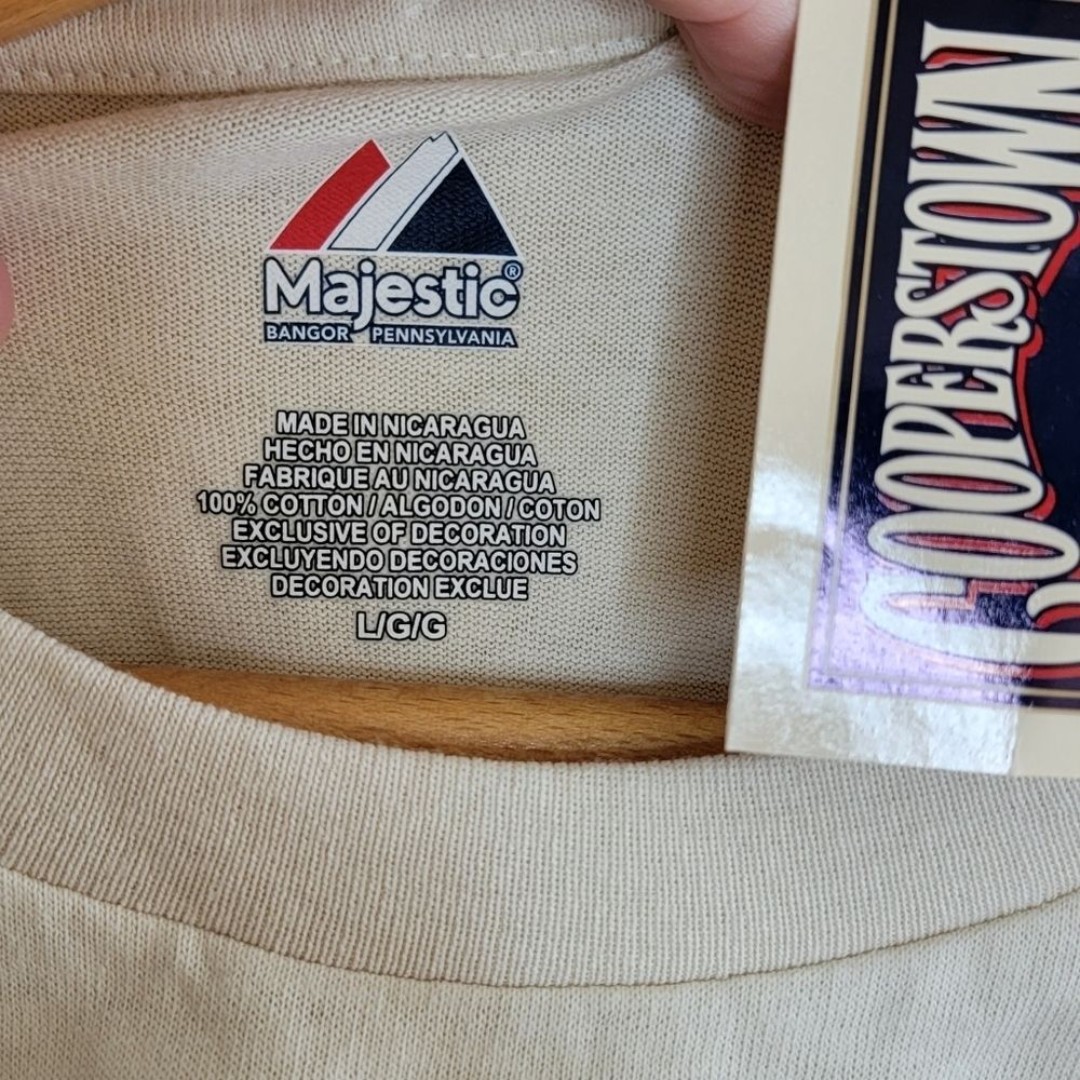 Majestic®
BANGOR PENNSYLVANIA
MADE IN NICARAGUA
HECHO EN NICARAGUA
FABRIQUE AU NICARAGUA
100% COTTON / ALGODON / COTON
EXCLUSIVE OF DECORATION
EXCLUYENDO DECORACIONES
DECORATION EXCLUE
L/G/G
COOPERSTOWN